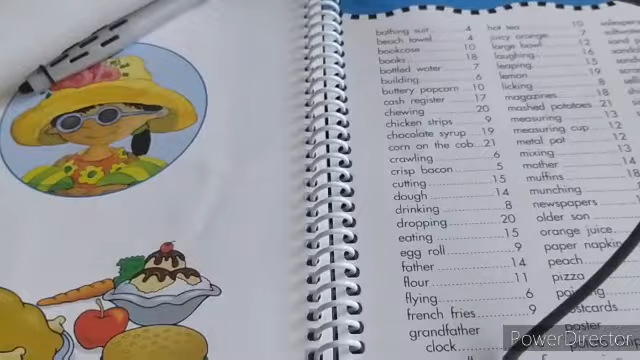 bathing suit 4
beach towel 4
bookcase 10
books 18
bottled water 7
building 6
buttery popcorn 10
cash register 17
chewing 20
chicken strips 9
chocolate syrup 19
corn on the cob 21
crawling 6
crisp bacon 5
cutting 15
dough 14
drinking 8
dropping 20
eating 15
egg roll 9
father 14
flour 11
flying 6
french fries 9
grandfather
clock
hot tea 10
juicy orange 7
large bowl 12
laughing 16
leaping 15
lemon 19
licking 8
magazines 18
mashed potatoes 21
measuring 13
measuring cup 12
metal pot 12
mixing 13
mother 14
muffins 18
munching
newspapers
older son
orange juice
paper napkin
peach
pizza
poster
PowerDirector